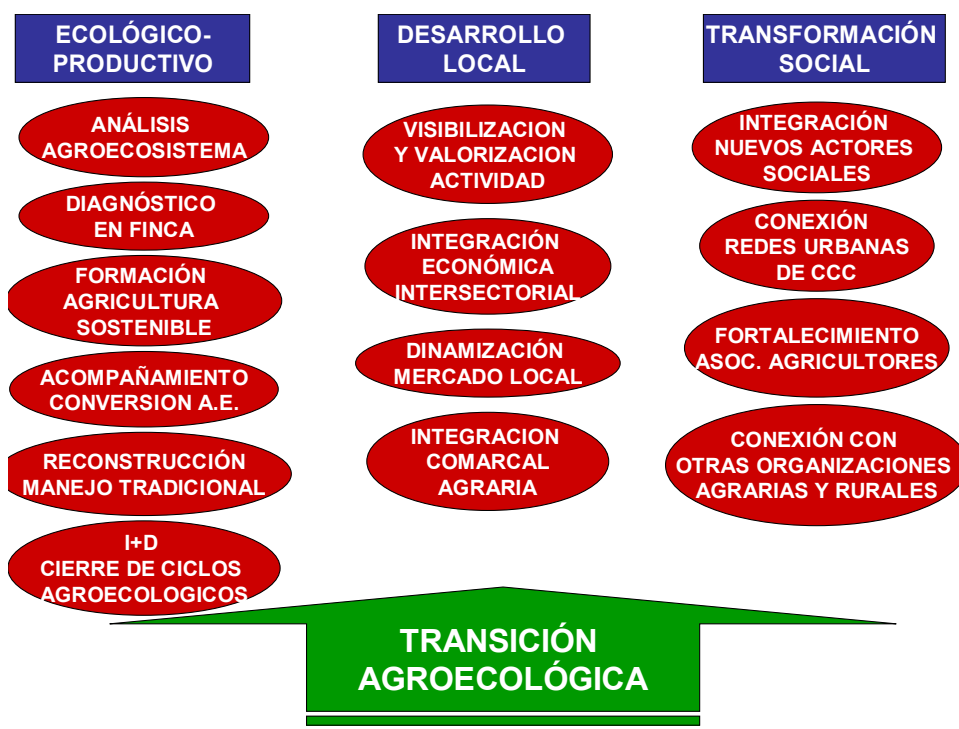 ECOLÓGICO-
PRODUCTIVO
ANÁLISIS
AGROECOSISTEMA
DIAGNÓSTICO
EN FINCA
FORMACIÓN
AGRICULTURA
SOSTENIBLE
ACOMPAÑAMIENTO
CONVERSION A.E.
RECONSTRUCCIÓN
MANEJO TRADICIONAL
I+D
CIERRE DE CICLOS
AGROECOLOGICOS
DESARROLLO
LOCAL
VISIBILIZACION
Y VALORIZACION
ACTIVIDAD
INTEGRACIÓN
ECONÓMICA
INTERSECTORIAL
DINAMIZACIÓN
MERCADO LOCAL
INTEGRACION
COMARCAL
AGRARIA
TRANSFORMACIÓN
SOCIAL
INTEGRACIÓN
NUEVOS ACTORES
SOCIALES
CONEXIÓN
REDES URBANAS
DE CCC
FORTALECIMIENTO
ASOC. AGRICULTORES
CONEXIÓN CON
OTRAS ORGANIZACIONES
AGRARIAS Y RURALES
TRANSICIÓN
AGROECOLÓGICA